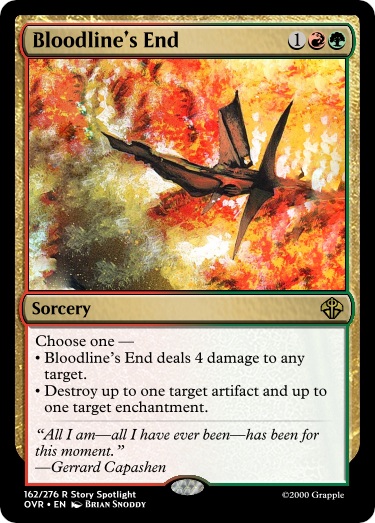 Bloodline's End 1
Sorcery
Choose one —
• Bloodline's End deals 4 damage to any
target.
• Destroy up to one target artifact and up to
one target enchantment.
“All I am—all I have ever been—has been for
this moment.”
—Gerrard Capashen
162/276 R Story Spotlight
OVR • EN Brian Snoddy
©2000 Grapple